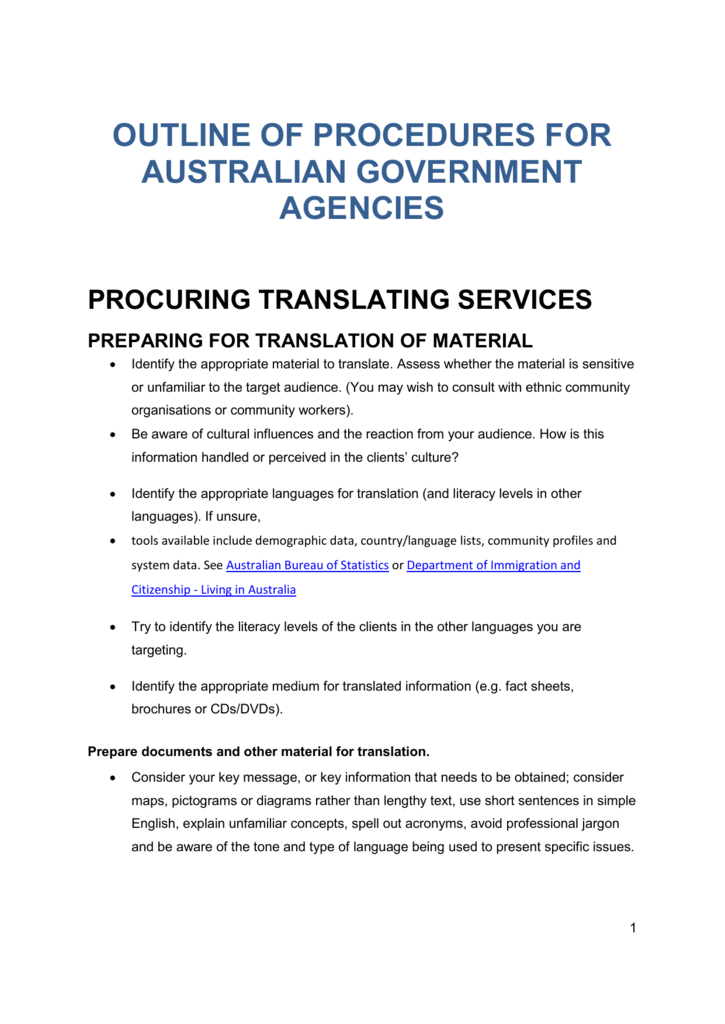 OUTLINE OF PROCEDURES FOR
AUSTRALIAN GOVERNMENT
AGENCIES
PROCURING TRANSLATING SERVICES
PREPARING FOR TRANSLATION OF MATERIAL
• Identify the appropriate material to translate. Assess whether the material is sensitive
or unfamiliar to the target audience. (You may wish to consult with ethnic community
organisations or community workers).
• Be aware of cultural influences and the reaction from your audience. How is this
information handled or perceived in the clients' culture?
• Identify the appropriate languages for translation (and literacy levels in other
languages). If unsure,
• tools available include demographic data, country/language lists, community profiles and
system data. See Australian Bureau of Statistics or Department of Immigration and
Citizenship - Living in Australia
• Try to identify the literacy levels of the clients in the other languages you are
targeting.
• Identify the appropriate medium for translated information (e.g. fact sheets,
brochures or CDs/DVDs).
Prepare documents and other material for translation.
• Consider your key message, or key information that needs to be obtained; consider
maps, pictograms or diagrams rather than lengthy text, use short sentences in simple
English, explain unfamiliar concepts, spell out acronyms, avoid professional jargon
and be aware of the tone and type of language being used to present specific issues.
1